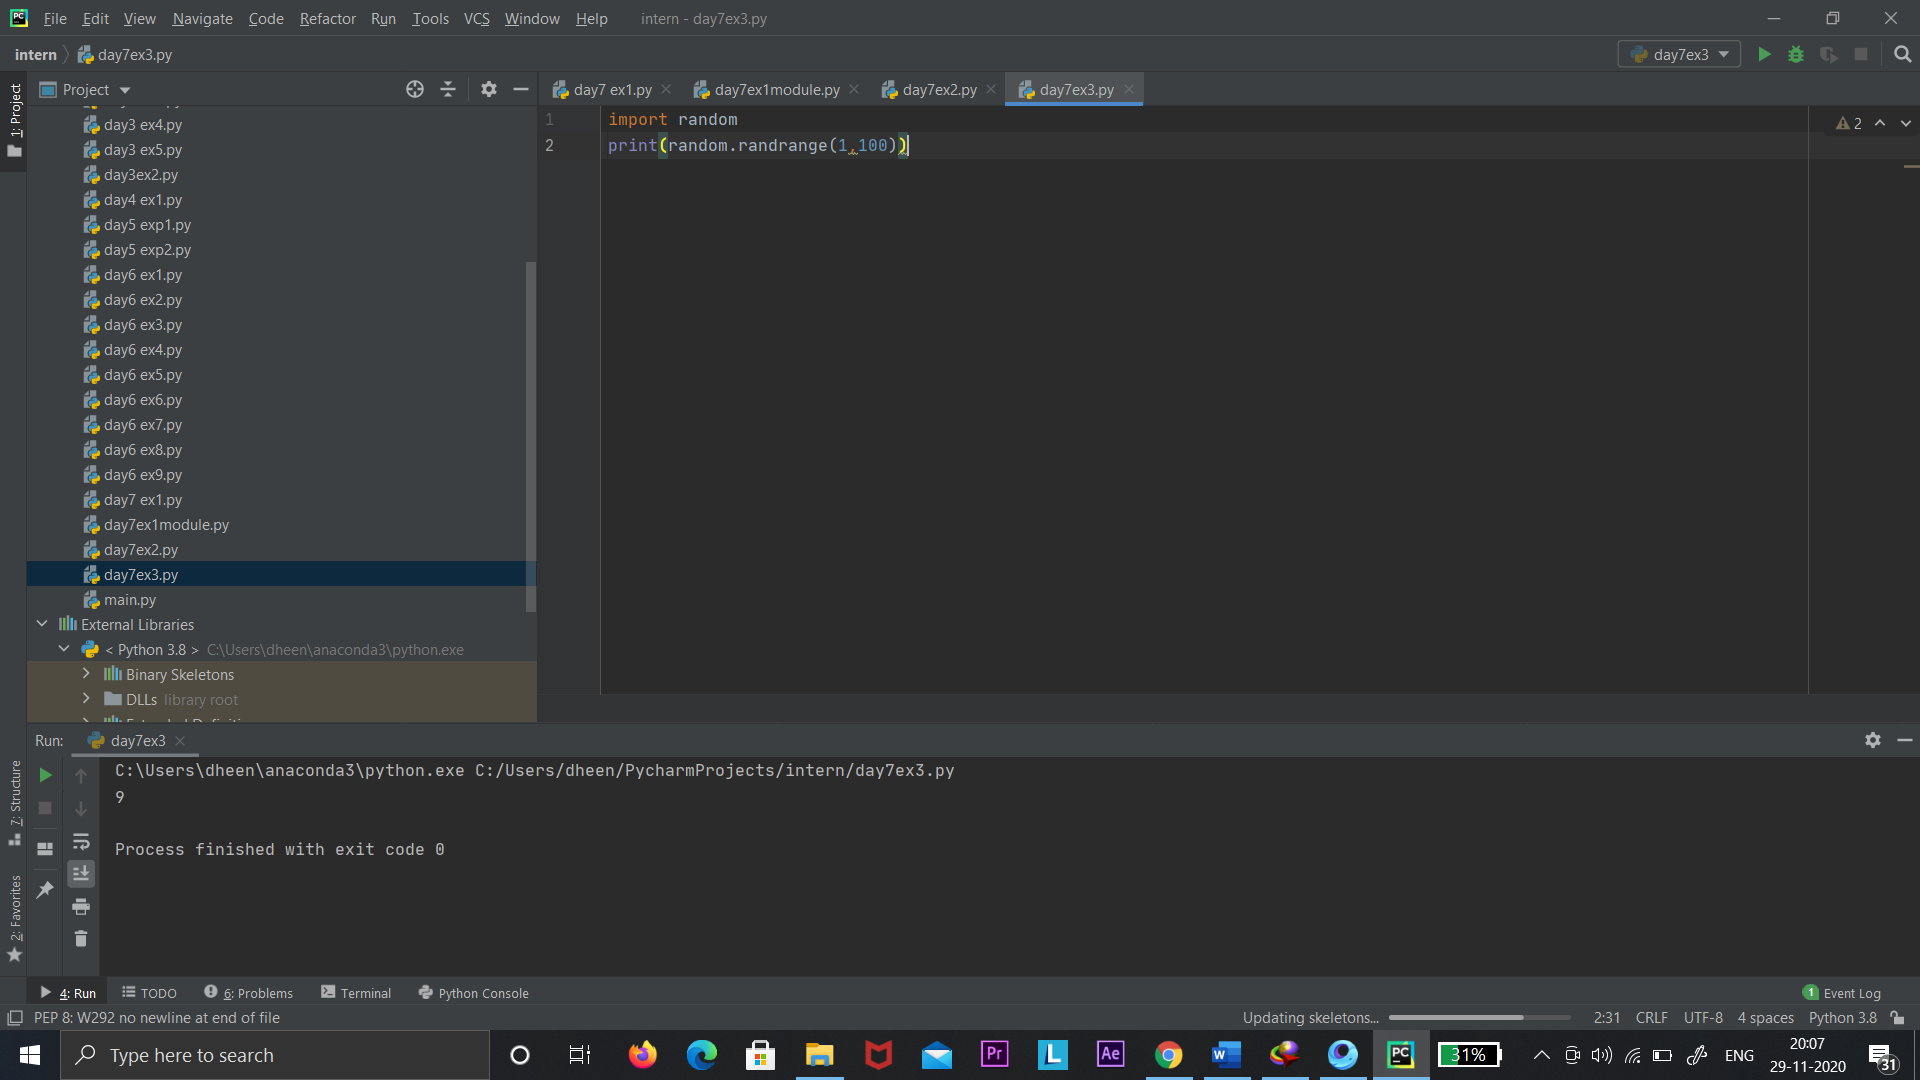 PC File Edit View Navigate Code Refactor Run Tools VCS Window Help intern - day7ex3.py
intern day7ex3.py day7ex3
1: Project
Project
day7 ex1.py day7ex1module.py day7ex2.py day7ex3.py
day3 ex4.py
day3 ex5.py
day3ex2.py
day4 ex1.py
day5 exp1.py
day5 exp2.py
day6 ex1.py
day6 ex2.py
day6 ex3.py
day6 ex4.py
day6 ex5.py
day6 ex6.py
day6 ex7.py
day6 ex8.py
day6 ex9.py
day7 ex1.py
day7ex1module.py
day7ex2.py
day7ex3.py
main.py
External Libraries
< Python 3.8 > C:\Users\dheen\anaconda3\python.exe
Binary Skeletons
DLLs library root
1 import random
2 print(random.randrange(1,100))
2
Run: day7ex3
C:\Users\dheen\anaconda3\python.exe C:/Users/dheen/PycharmProjects/intern/day7ex3.py
9
Process finished with exit code 0
7: Structure
2: Favorites
4: Run TODO 6: Problems Terminal Python Console 1 Event Log
PEP 8: W292 no newline at end of file Updating skeletons... 2:31 CRLF UTF-8 4 spaces Python 3.8
Type here to search Pr L Ae W PC 31% ENG 20:07
29-11-2020 31